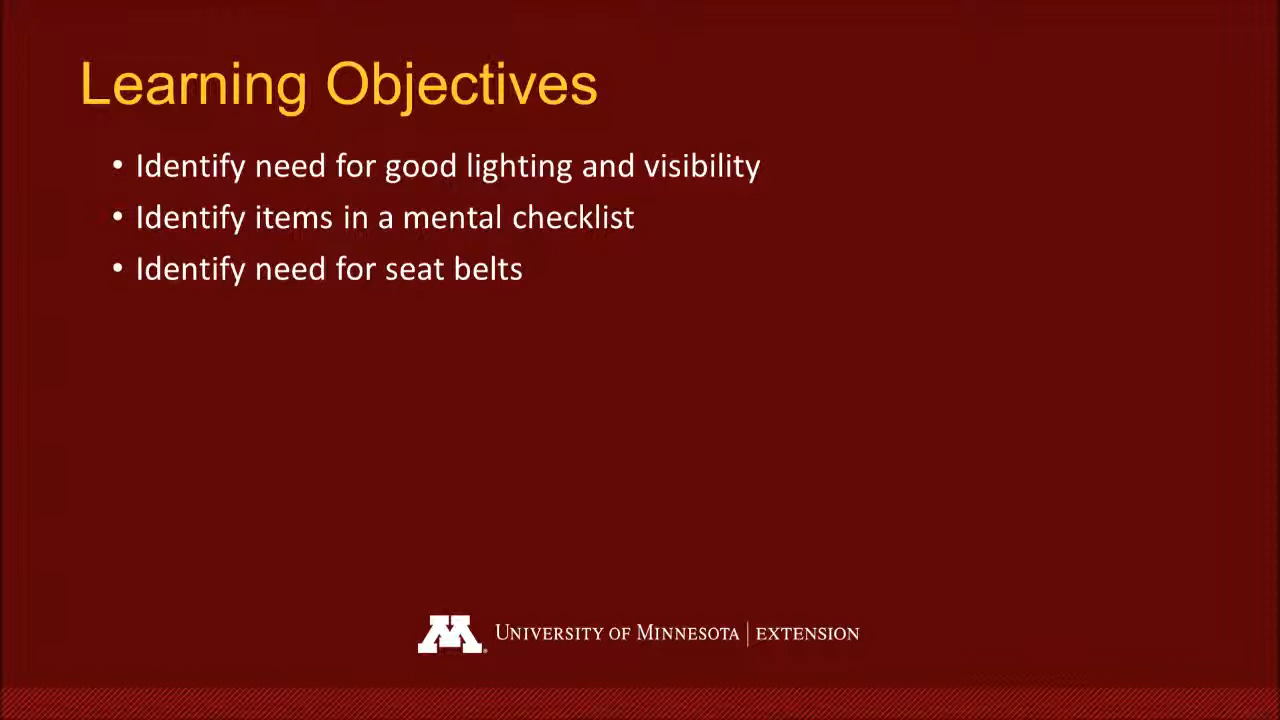 Learning Objectives
• Identify need for good lighting and visibility
• Identify items in a mental checklist
• Identify need for seat belts
M UNIVERSITY OF MINNESOTA | EXTENSION